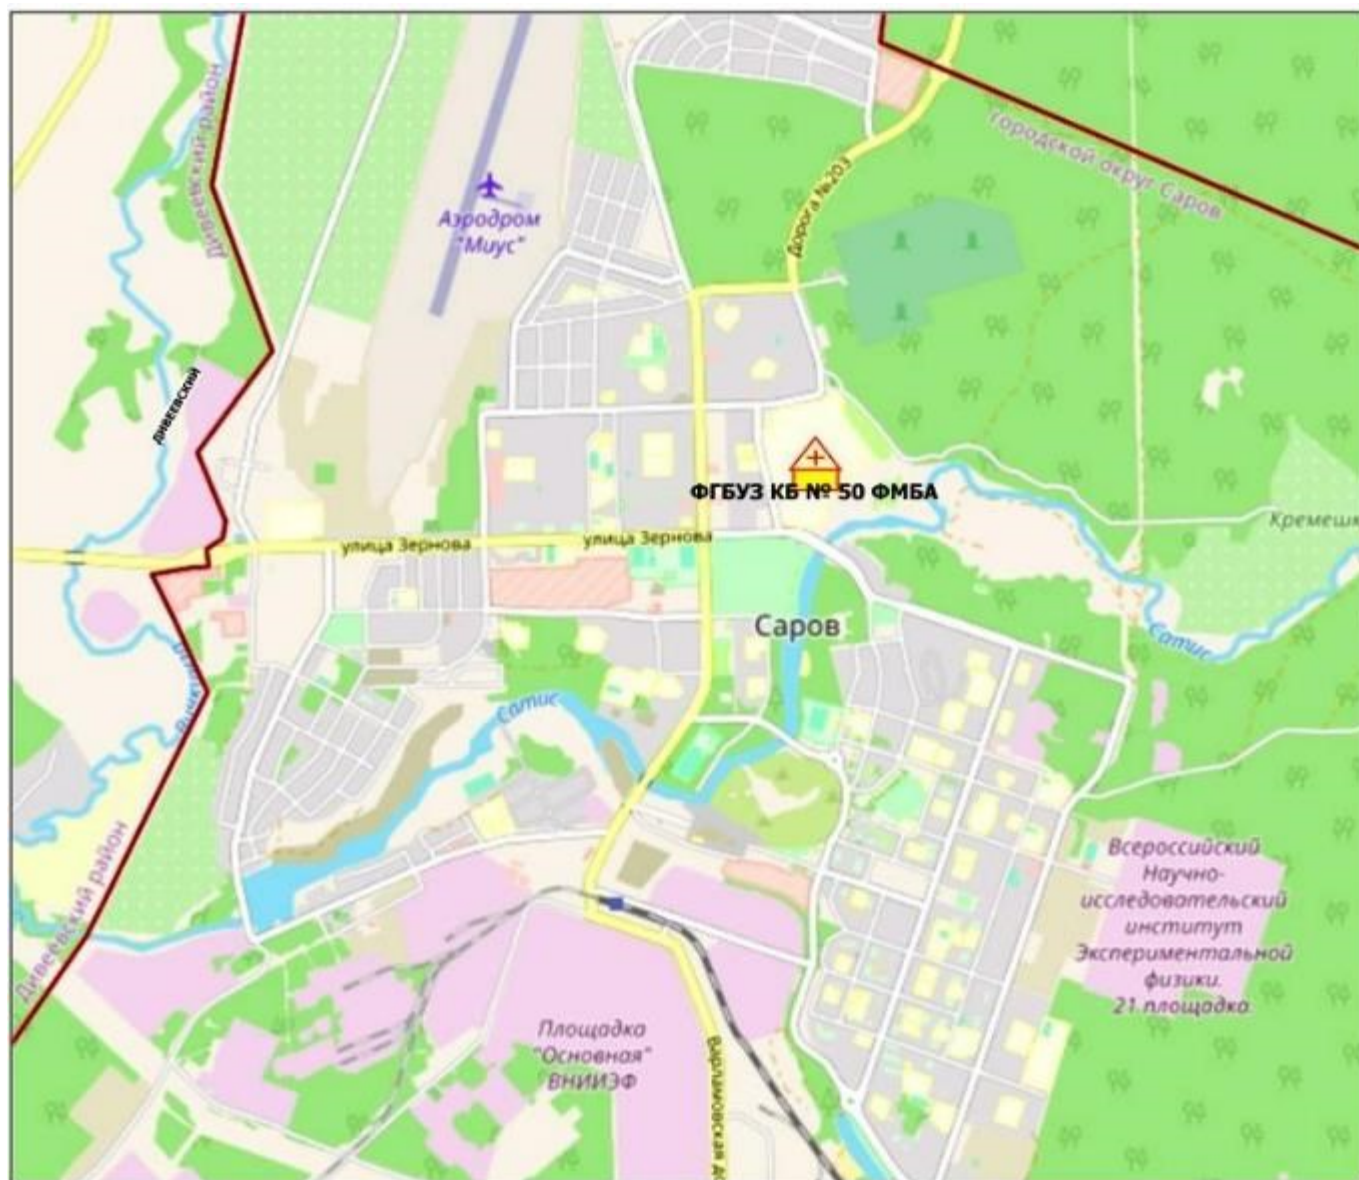 Дивеевский район
городской округ Саров
Дорога №203
Аэродром
"Миус"
ДИВЕЕВСКИЙ
ФГБУЗ КБ № 50 ФМБА
улица Зернова
улица Зернова
Саров
Сатис
Сатис
Дивеевский район
Всероссийский
Научно-
исследовательский
институт
Экспериментальной
физики.
21 площадка
Площадка
"Основная"
ВНИИЭФ
Варламовская